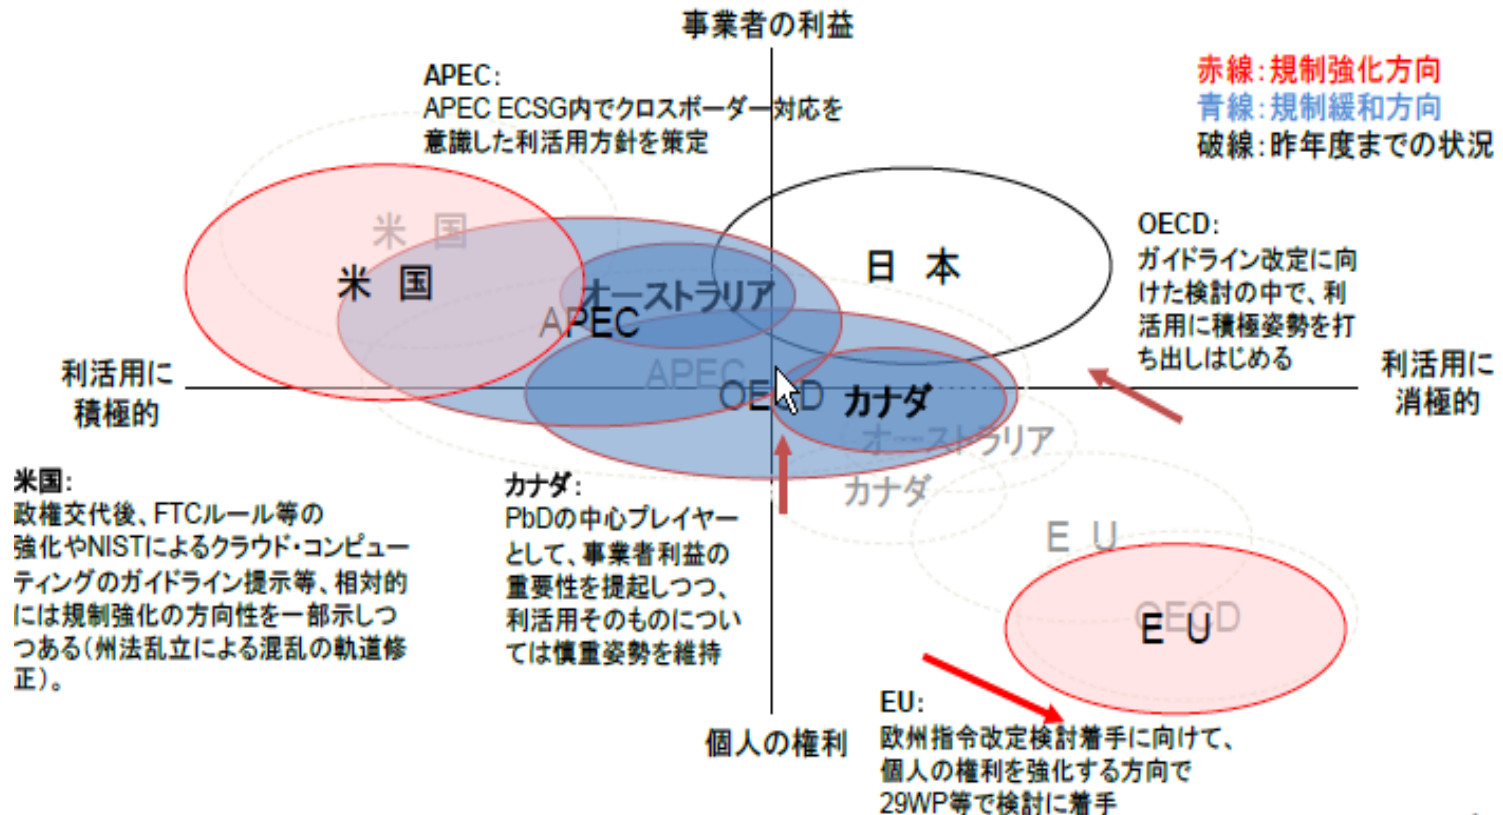 事業者の利益
赤線：規制強化方向
青線：規制緩和方向
破線：昨年度までの状況
APEC：
APEC ECSG内でクロスボーダー対応を
意識した利活用方針を策定
米　国
米　国
オーストラリア
APEC
APEC
OECD
日　本
カナダ
オーストラリア
カナダ
OECD：
ガイドライン改定に向
けた検討の中で、利
活用に積極姿勢を打
ち出しはじめる
利活用に
積極的
利活用に
消極的
米国：
政権交代後、FTCルール等の
強化やNISTによるクラウド・コンピュー
ティングのガイドライン提示等、相対的
には規制強化の方向性を一部示しつ
つある（州法乱立による混乱の軌道修
正）。
カナダ：
PbDの中心プレイヤー
として、事業者利益の
重要性を提起しつつ、
利活用そのものについ
ては慎重姿勢を維持
ＥＵ
OECD
ＥＵ
個人の権利
EU：
欧州指令改定検討着手に向けて、
個人の権利を強化する方向で
29WP等で検討に着手